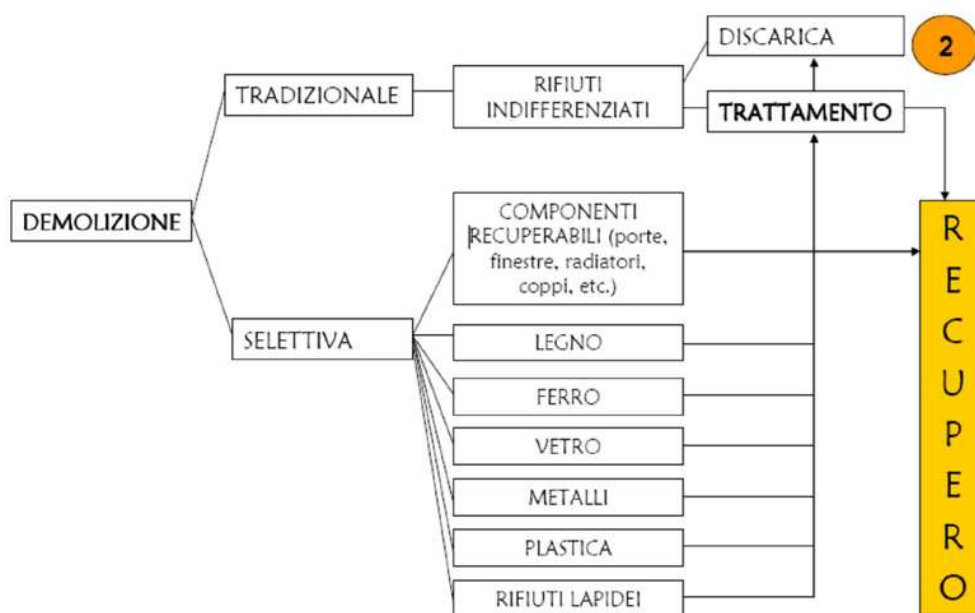 DISCARICA
2
TRADIZIONALE
RIFIUTI
INDIFFERENZIATI
TRATTAMENTO
DEMOLIZIONE
COMPONENTI
RECUPERABILI (porte,
finestre, radiatori,
coppi, etc.)
SELETTIVA
LEGNO
FERRO
VETRO
METALLI
PLASTICA
RIFIUTI LAPIDEI
RECUPERO